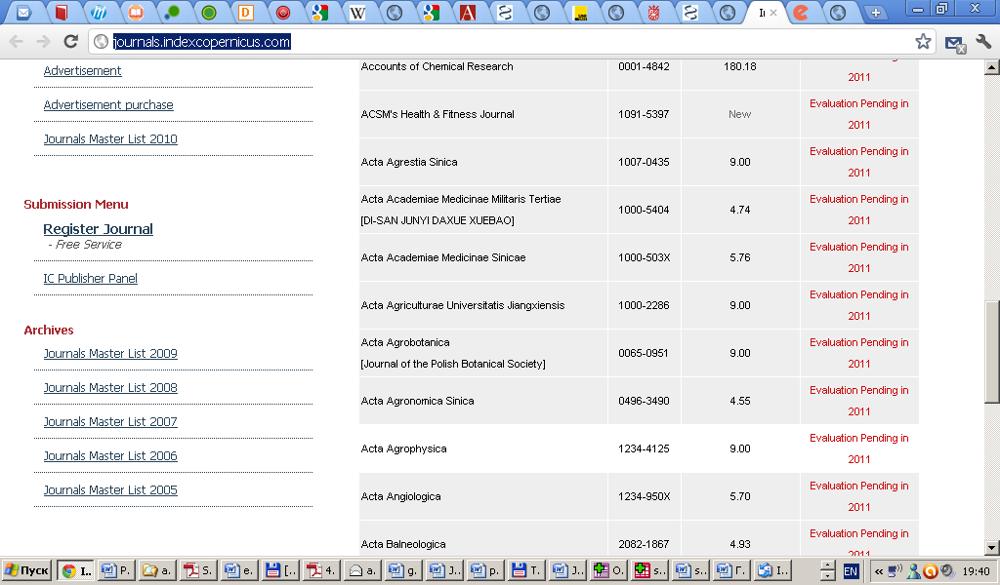 journals.indexcopernicus.com
Advertisement
Advertisement purchase
Journals Master List 2010
Submission Menu
Register Journal
- Free Service
IC Publisher Panel
Archives
Journals Master List 2009
Journals Master List 2008
Journals Master List 2007
Journals Master List 2006
Journals Master List 2005
Accounts of Chemical Research 0001-4842 180.18
2011
ACSM's Health & Fitness Journal 1091-5397 New Evaluation Pending in
2011
Acta Agrestia Sinica 1007-0435 9.00 Evaluation Pending in
2011
Acta Academiae Medicinae Militaris Tertiae
[DI-SAN JUNYI DAXUE XUEBAO] 1000-5404 4.74 Evaluation Pending in
2011
Acta Academiae Medicinae Sinicae 1000-503X 5.76 Evaluation Pending in
2011
Acta Agriculturae Universitatis Jiangxiensis 1000-2286 9.00 Evaluation Pending in
2011
Acta Agrobotanica
[Journal of the Polish Botanical Society] 0065-0951 9.00 Evaluation Pending in
2011
Acta Agronomica Sinica 0496-3490 4.55 Evaluation Pending in
2011
Acta Agrophysica 1234-4125 9.00 Evaluation Pending in
2011
Acta Angiologica 1234-950X 5.70 Evaluation Pending in
2011
Acta Balneologica 2082-1867 4.93 Evaluation Pending in
Пуск I.. P. a. S. e. [.. 4. a. g. J.. p. T. J.. O. s.. s.. Г. I.. EN « 19:40